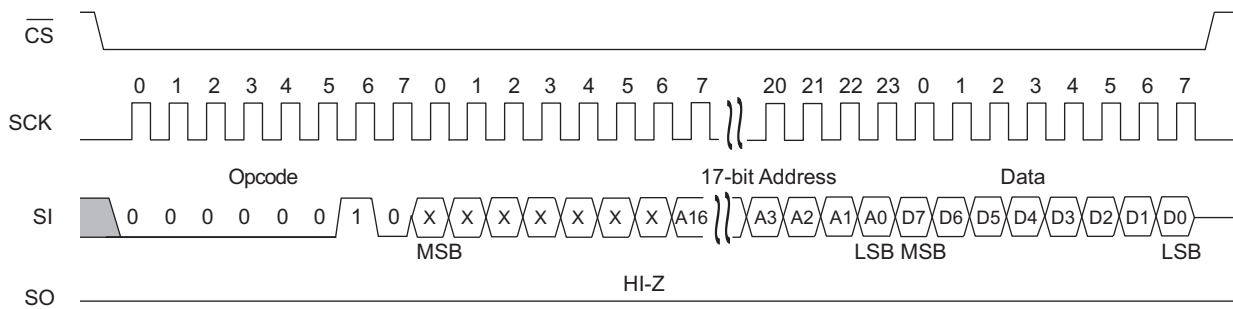 CS
0 1 2 3 4 5 6 7 0 1 2 3 4 5 6 7 20 21 22 23 0 1 2 3 4 5 6 7
SCK
Opcode 17-bit Address Data
SI 0 0 0 0 0 0 1 0 X X X X X X X A16 A3 A2 A1 A0 D7 D6 D5 D4 D3 D2 D1 D0
MSB LSB MSB LSB
HI-Z
SO